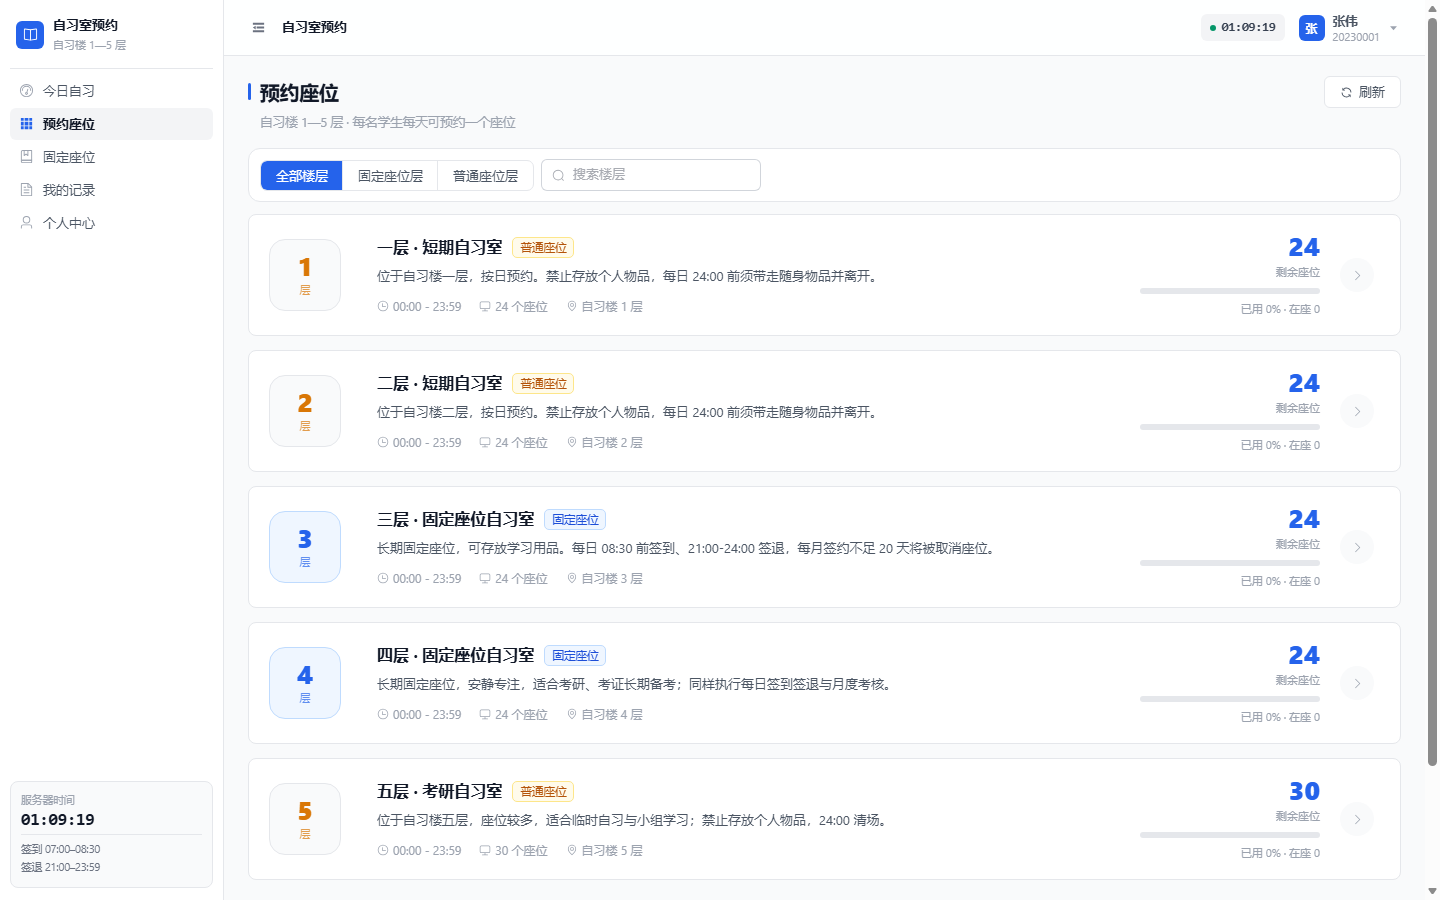 自习室预约
自习楼 1—5 层
今日自习
预约座位
固定座位
我的记录
个人中心
服务器时间
01:09:19
签到 07:00–08:30
签退 21:00–23:59
自习室预约
01:09:19
张
张伟
20230001
预约座位
自习楼 1—5 层 · 每名学生每天可预约一个座位
刷新
全部楼层
固定座位层
普通座位层
搜索楼层
1
层
一层 · 短期自习室
普通座位
位于自习楼一层，按日预约。禁止存放个人物品，每日 24:00 前须带走随身物品并离开。
00:00 - 23:59
24 个座位
自习楼 1 层
24
剩余座位
已用 0% · 在座 0
2
层
二层 · 短期自习室
普通座位
位于自习楼二层，按日预约。禁止存放个人物品，每日 24:00 前须带走随身物品并离开。
00:00 - 23:59
24 个座位
自习楼 2 层
24
剩余座位
已用 0% · 在座 0
3
层
三层 · 固定座位自习室
固定座位
长期固定座位，可存放学习用品。每日 08:30 前签到、21:00-24:00 签退，每月签约不足 20 天将被取消座位。
00:00 - 23:59
24 个座位
自习楼 3 层
24
剩余座位
已用 0% · 在座 0
4
层
四层 · 固定座位自习室
固定座位
长期固定座位，安静专注，适合考研、考证长期备考；同样执行每日签到签退与月度考核。
00:00 - 23:59
24 个座位
自习楼 4 层
24
剩余座位
已用 0% · 在座 0
5
层
五层 · 考研自习室
普通座位
位于自习楼五层，座位较多，适合临时自习与小组学习；禁止存放个人物品，24:00 清场。
00:00 - 23:59
30 个座位
自习楼 5 层
30
剩余座位
已用 0% · 在座 0